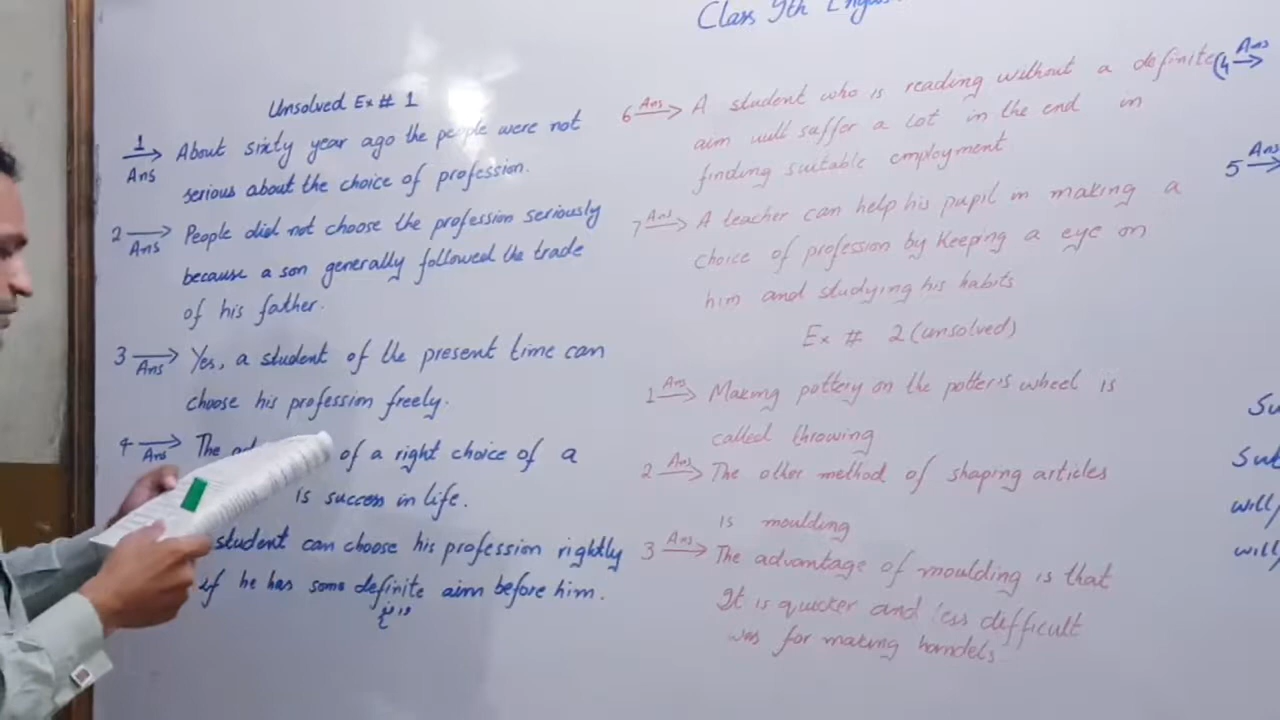 Class 9th
Unsolved Ex # 1
1 Ans About sixty year ago the people were not
serious about the choice of profession.
2 Ans People did not choose the profession seriously
because a son generally followed the trade
of his father.
3 Ans Yes, a student of the present time can
choose his profession freely.
4 Ans The of a right choice of a
is success in life.
student can choose his profession rightly
if he has some definite aim before him.
6 Ans A student who is reading without a definite
aim will suffer a lot in the end in
finding suitable employment
7 Ans A teacher can help his pupil in making a
choice of profession by Keeping a eye on
him and studying his habits
Ex # 2 (unsolved)
1 Ans Making pottery on the potter's wheel is
called throwing
2 Ans The other method of shaping articles
is moulding
3 Ans The advantage of moulding is that
It is quicker and less difficult
was for making handels.
4 Ans
5 Ans
will/
will/